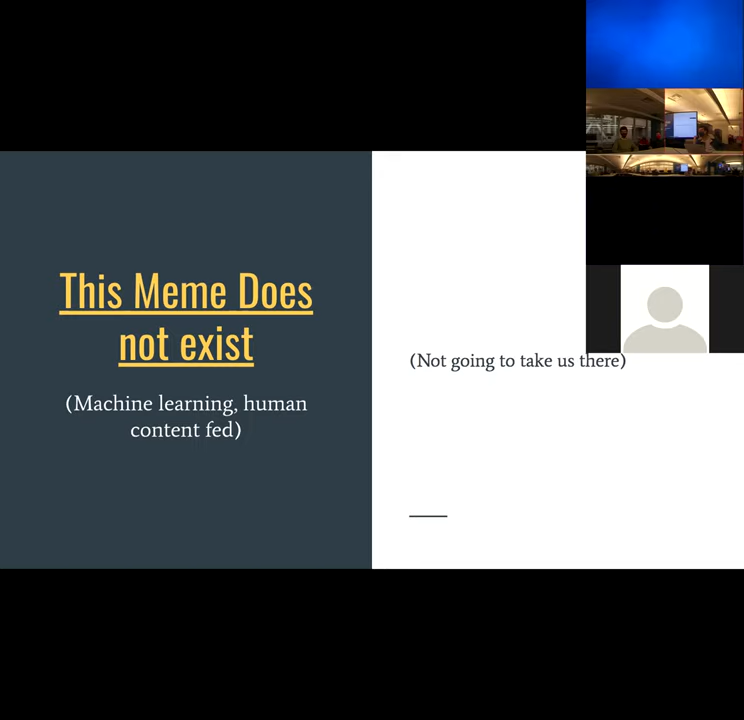 This Meme Does
not exist
(Machine learning, human
content fed)
(Not going to take us there)